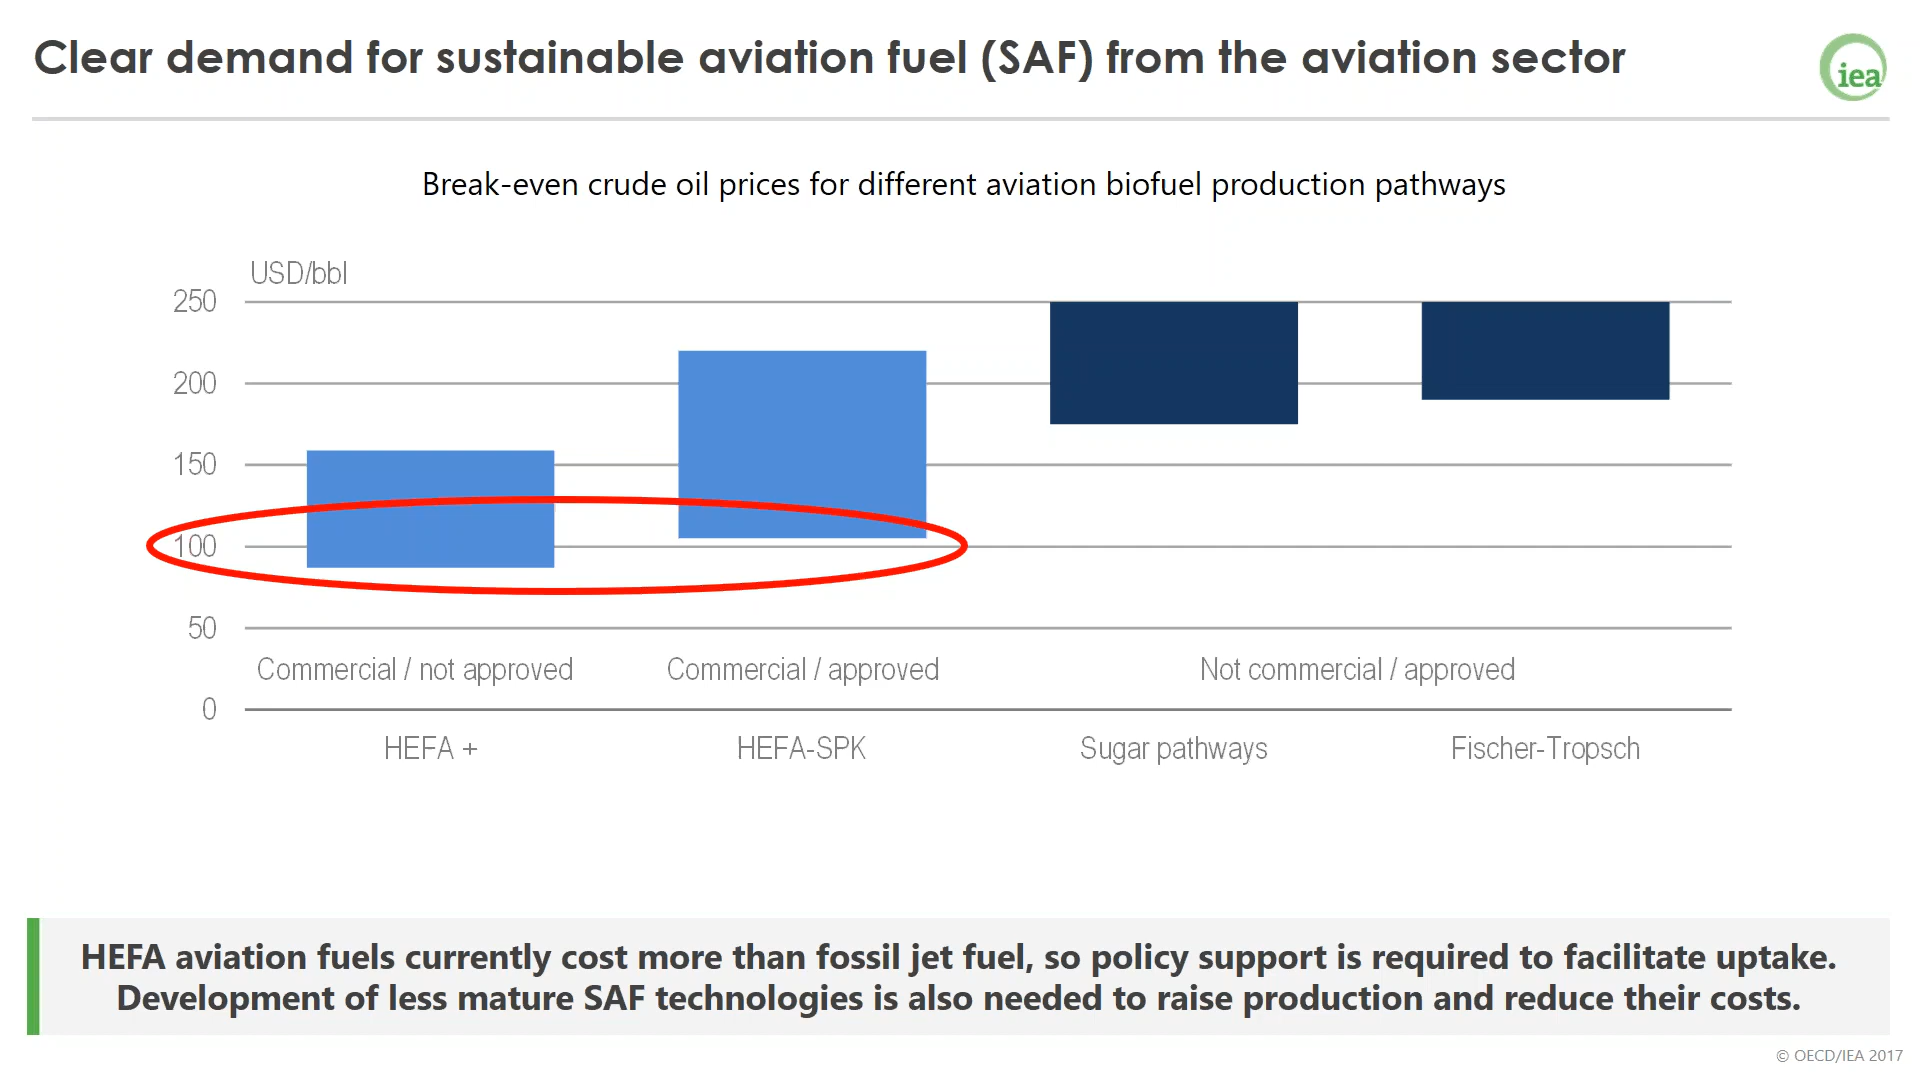 Clear demand for sustainable aviation fuel (SAF) from the aviation sector
iea
Break-even crude oil prices for different aviation biofuel production pathways
USD/bbl
250
200
150
100
50
Commercial / not approved
Commercial / approved
Not commercial / approved
0
HEFA +
HEFA-SPK
Sugar pathways
Fischer-Tropsch
HEFA aviation fuels currently cost more than fossil jet fuel, so policy support is required to facilitate uptake.
Development of less mature SAF technologies is also needed to raise production and reduce their costs.
© OECD/IEA 2017